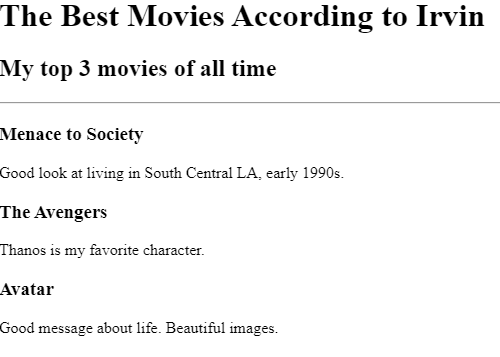 The Best Movies According to Irvin
My top 3 movies of all time
Menace to Society
Good look at living in South Central LA, early 1990s.
The Avengers
Thanos is my favorite character.
Avatar
Good message about life. Beautiful images.